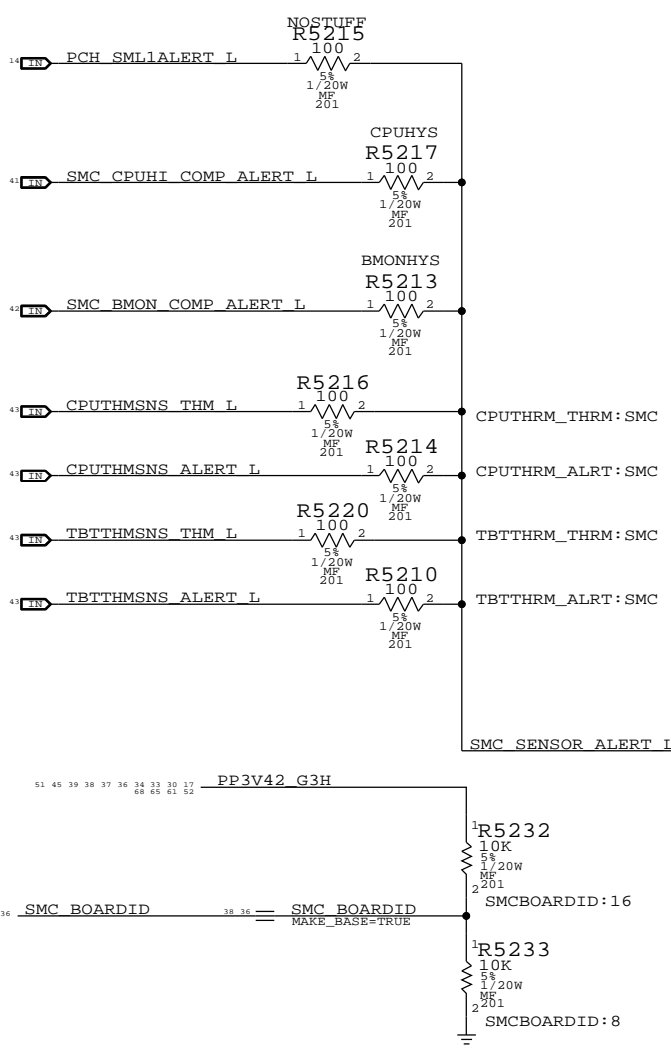 NOSTUFF
R5215
100
14 IN PCH_SML1ALERT_L 1 2
5%
1/20W
MF
201
CPUHYS
R5217
100
41 IN SMC_CPUHI_COMP_ALERT_L 1 2
5%
1/20W
MF
201
BMONHYS
R5213
100
42 IN SMC_BMON_COMP_ALERT_L 1 2
5%
1/20W
MF
201
R5216
100
43 IN CPUTHMSNS_THM_L 1 2 CPUTHRM_THRM:SMC
5%
1/20W
MF
201
R5214
100
43 IN CPUTHMSNS_ALERT_L 1 2 CPUTHRM_ALRT:SMC
5%
1/20W
MF
201
R5220
100
43 IN TBTTHMSNS_THM_L 1 2 TBTTHRM_THRM:SMC
5%
1/20W
MF
201
R5210
100
43 IN TBTTHMSNS_ALERT_L 1 2 TBTTHRM_ALRT:SMC
5%
1/20W
MF
201
SMC_SENSOR_ALERT_L
51 45 39 38 37 36 34 33 30 17 PP3V42_G3H
68 65 61 52
1 R5232
10K
5%
1/20W
MF
2 201
SMCBOARDID:16
36 SMC_BOARDID 38 36 SMC_BOARDID
MAKE_BASE=TRUE
1 R5233
10K
5%
1/20W
MF
2 201
SMCBOARDID:8